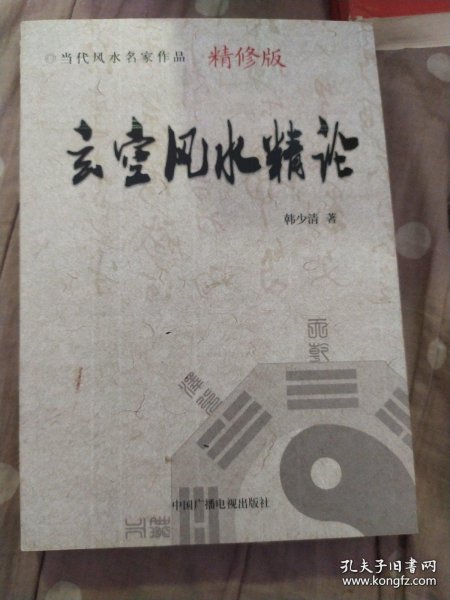 当代风水名家作品 精修版
玄空风水精论
韩少清 著
中国广播电视出版社
孔夫子旧书网
www.kongfz.com